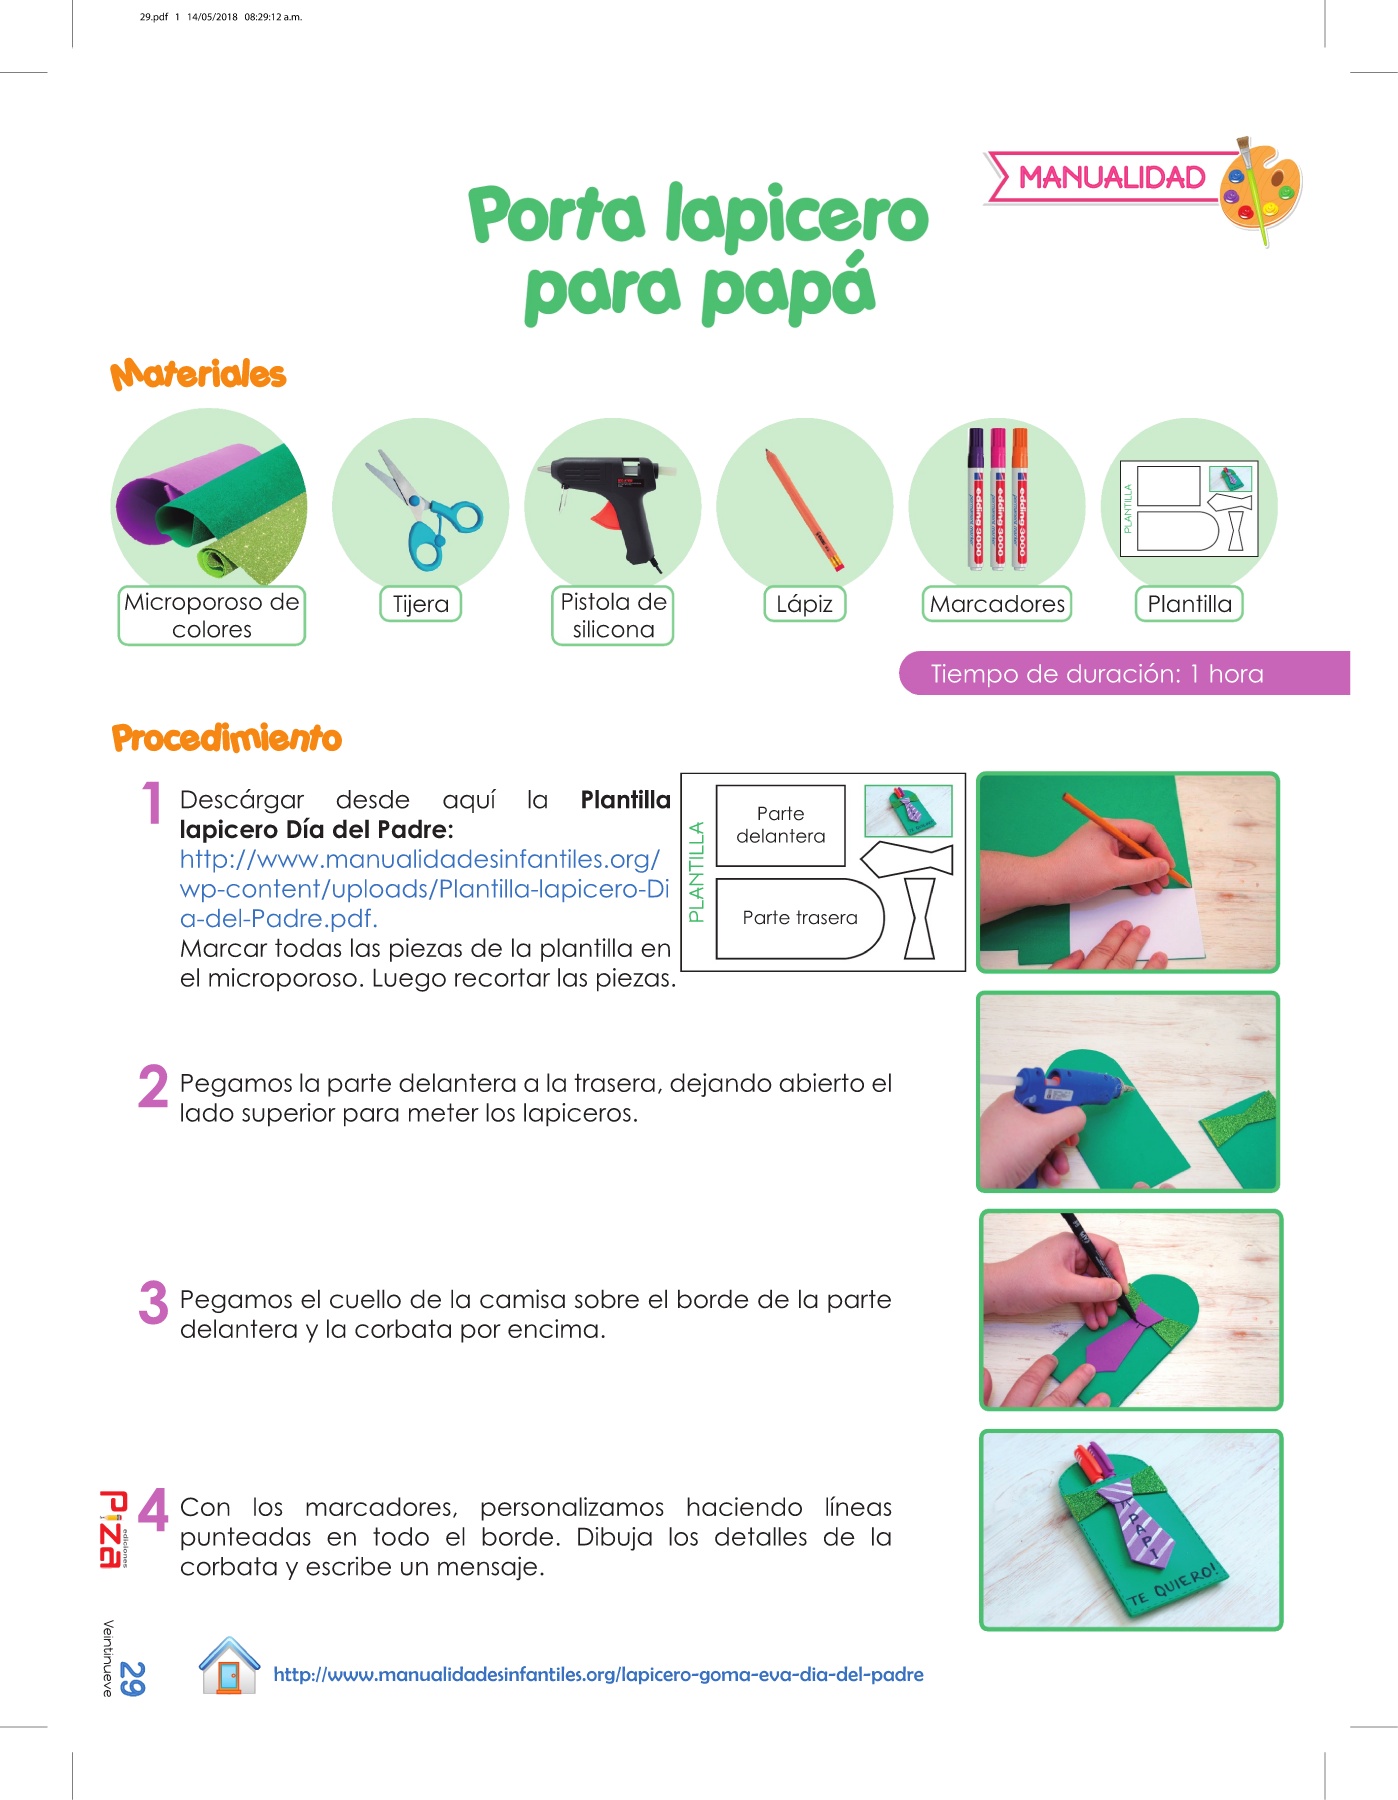 29.pdf 1 14/05/2018 08:29:12 a.m.
MANUALIDAD
Porta lapicero
para papá
Materiales
edding 3000
edding 3000
edding 3000
PLANTILLA
Microporoso de
colores
Tijera
Pistola de
silicona
Lápiz
Marcadores
Plantilla
Tiempo de duración: 1 hora
Procedimiento
1
Descárgar desde aquí la Plantilla
lapicero Día del Padre:
http://www.manualidadesinfantiles.org/
wp-content/uploads/Plantilla-lapicero-Di
a-del-Padre.pdf.
Marcar todas las piezas de la plantilla en
el microporoso. Luego recortar las piezas.
PLANTILLA
Parte
delantera
Parte trasera
2
Pegamos la parte delantera a la trasera, dejando abierto el
lado superior para meter los lapiceros.
3
Pegamos el cuello de la camisa sobre el borde de la parte
delantera y la corbata por encima.
4
Con los marcadores, personalizamos haciendo líneas
punteadas en todo el borde. Dibuja los detalles de la
corbata y escribe un mensaje.
PAPI
TE QUIERO!
Piza
ediciones
Veintinueve
29
http://www.manualidadesinfantiles.org/lapicero-goma-eva-dia-del-padre